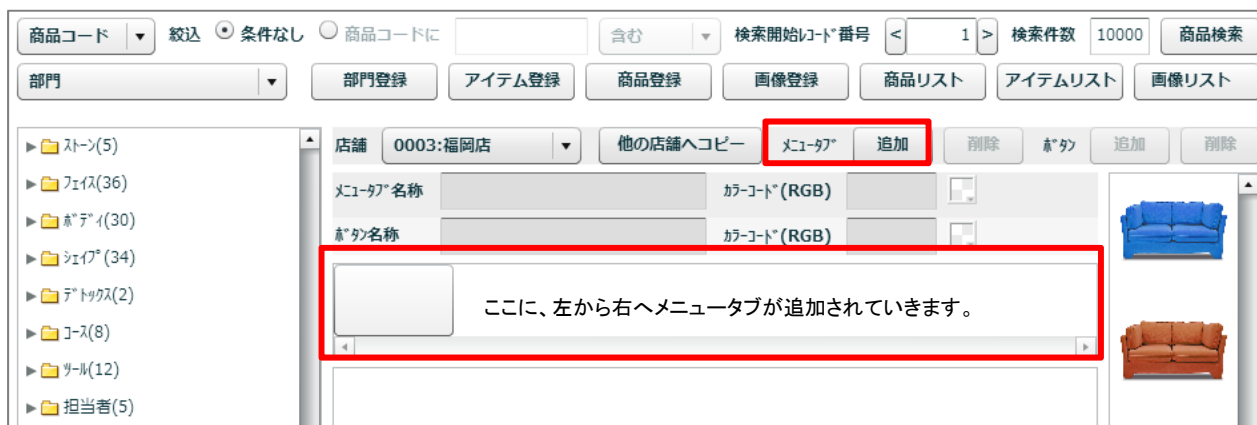 商品コード ▼ 絞込 条件なし 商品コードに 含む ▼ 検索開始ﾚｺｰﾄﾞ番号 < 1 > 検索件数 10000 商品検索
部門 ▼ 部門登録 アイテム登録 商品登録 画像登録 商品リスト アイテムリスト 画像リスト
店舗 0003:福岡店 ▼ 他の店舗へコピー ﾒﾆｭｰﾀﾌﾞ 追加 削除 ﾎﾞﾀﾝ 追加 削除
ｽﾄｰﾝ(5)
ﾌｪｲｽ(36)
ﾎﾞﾃﾞｨ(30)
ｼｪｲﾌﾟ(34)
ﾃﾞﾄｯｸｽ(2)
ｺｰｽ(8)
ﾂｰﾙ(12)
担当者(5)
ﾒﾆｭｰﾀﾌﾞ名称 ｶﾗｰｺｰﾄﾞ(RGB)
ﾎﾞﾀﾝ名称 ｶﾗｰｺｰﾄﾞ(RGB)
ここに、左から右へメニュータブが追加されていきます。